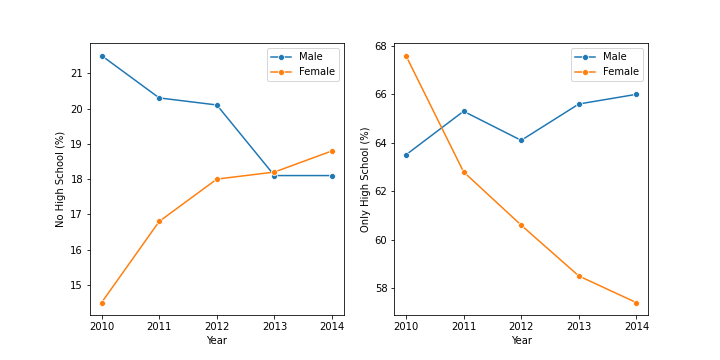 No High School (%)
21
20
19
18
17
16
15
2010 2011 2012 2013 2014
Year
Male
Female
Only High School (%)
68
66
64
62
60
58
2010 2011 2012 2013 2014
Year
Male
Female